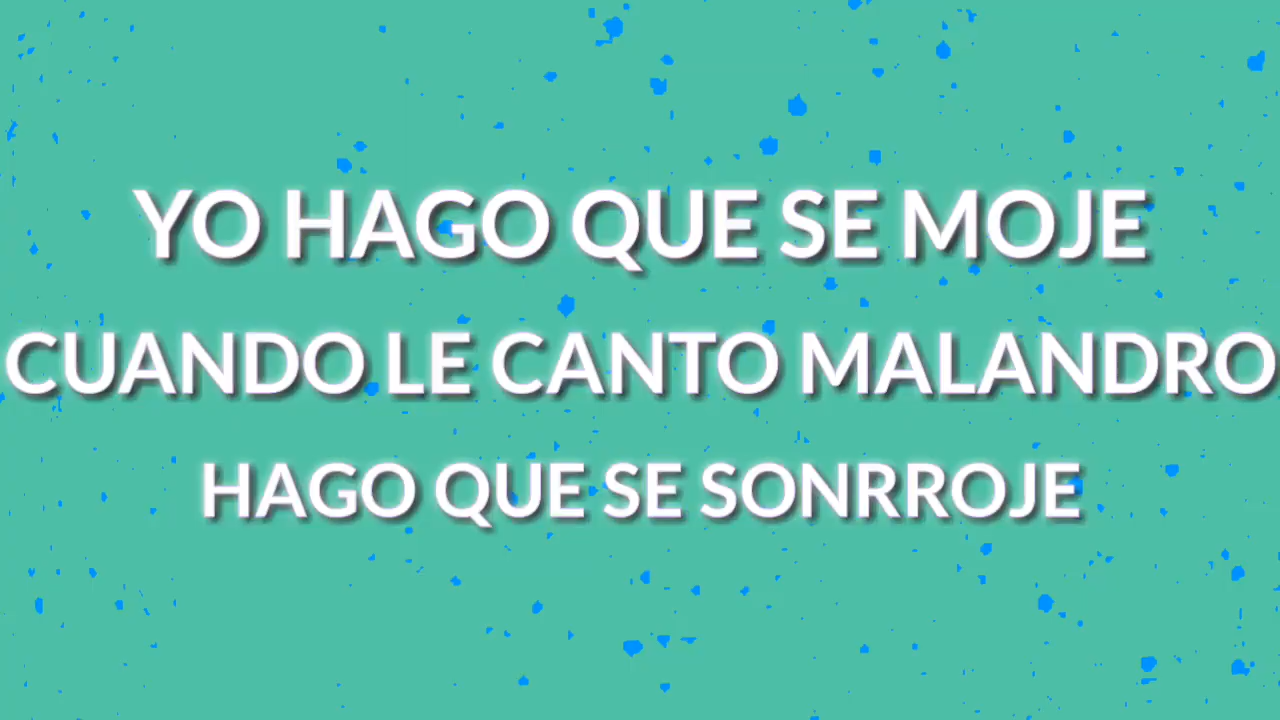 YO HAGO QUE SE MOJE
CUANDO LE CANTO MALANDRO
HAGO QUE SE SONRROJE